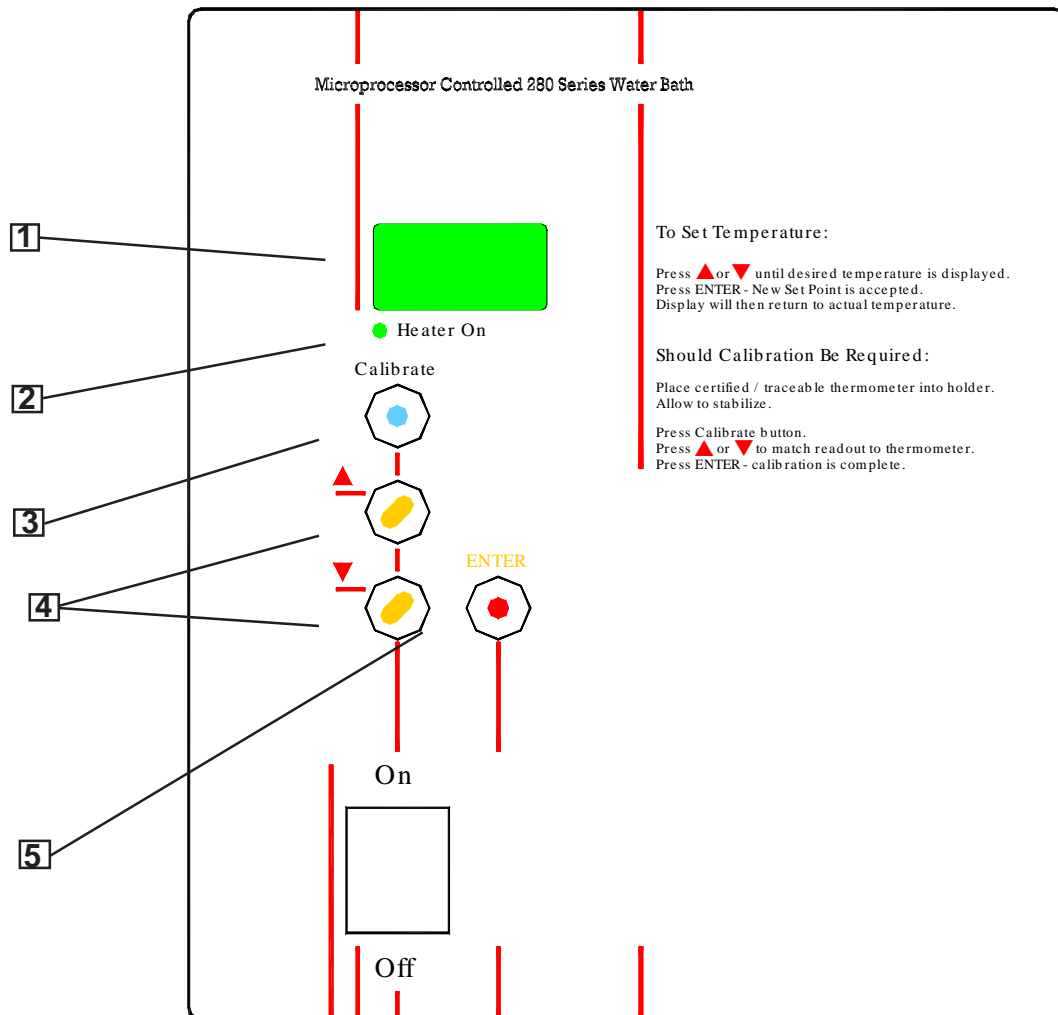 Microprocessor Controlled 280 Series Water Bath
1
To Set Temperature:
Press ▲ or ▼ until desired temperature is displayed.
Press ENTER - New Set Point is accepted.
Display will then return to actual temperature.
Heater On
2
Should Calibration Be Required:
Calibrate
Place certified / traceable thermometer into holder.
Allow to stabilize.
Press Calibrate button.
Press ▲ or ▼ to match readout to thermometer.
Press ENTER - calibration is complete.
3
4
ENTER
On
5
Off